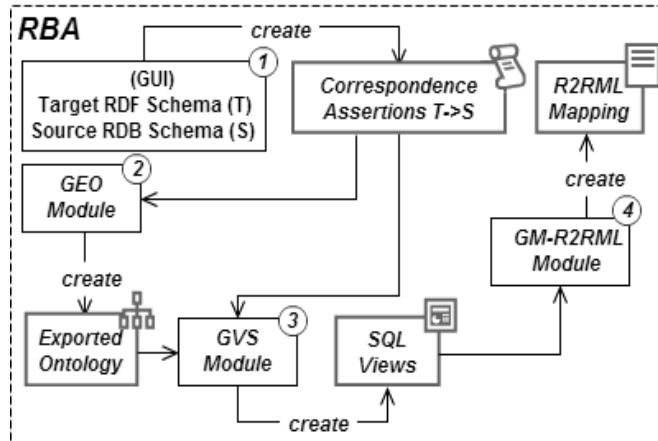 RBA
create
1
(GUI)
Target RDF Schema (T)
Source RDB Schema (S)
Correspondence
Assertions T->S
R2RML
Mapping
2
GEO
Module
create
4
GM-R2RML
Module
create
Exported
Ontology
3
GVS
Module
SQL
Views
create